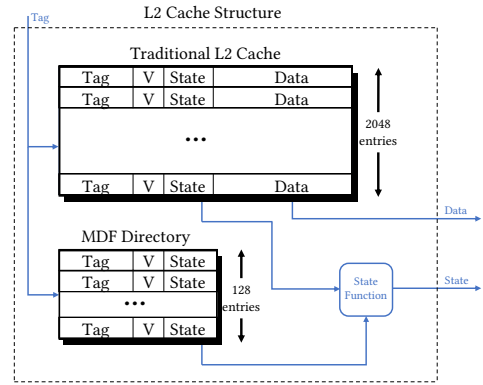 L2 Cache Structure
Tag
Traditional L2 Cache
Tag V State Data
Tag V State Data
...
2048
entries
Tag V State Data
Data
MDF Directory
Tag V State
Tag V State
...
128
entries
Tag V State
State
Function
State